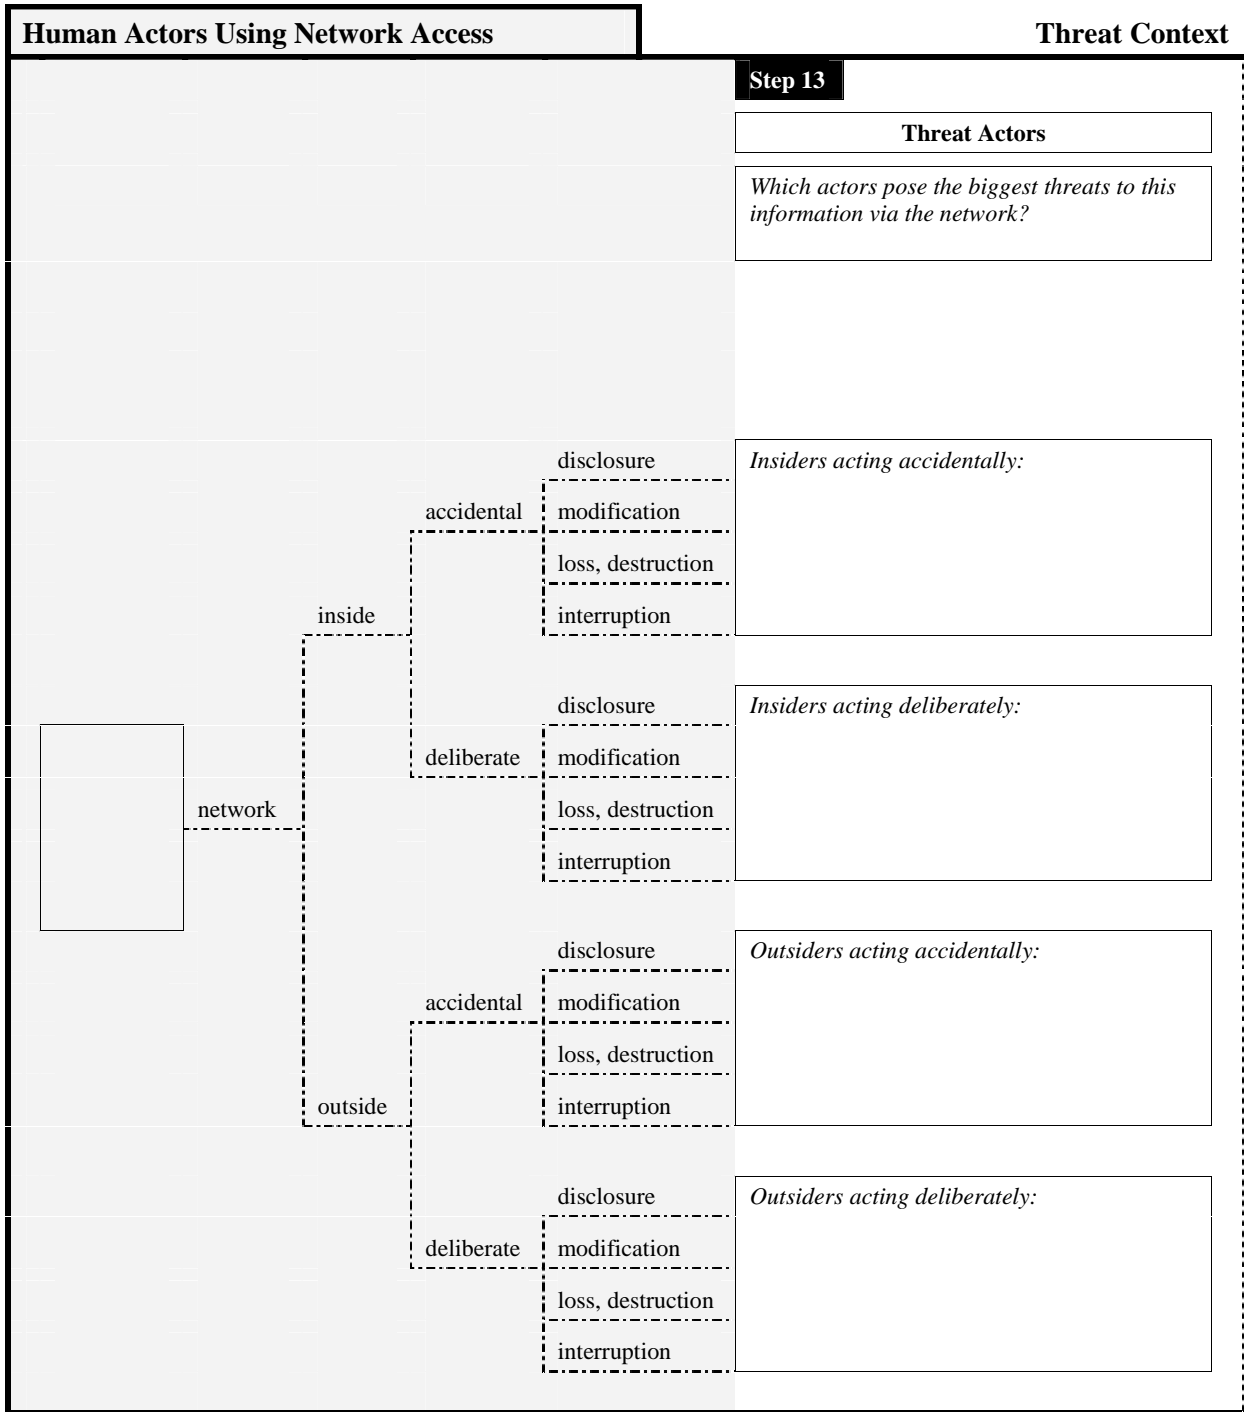 Human Actors Using Network Access
Threat Context
Step 13
Threat Actors
Which actors pose the biggest threats to this
information via the network?
disclosure
Insiders acting accidentally:
accidental
modification
loss, destruction
inside
interruption
disclosure
Insiders acting deliberately:
deliberate
modification
network
loss, destruction
interruption
disclosure
Outsiders acting accidentally:
accidental
modification
loss, destruction
outside
interruption
disclosure
Outsiders acting deliberately:
deliberate
modification
loss, destruction
interruption